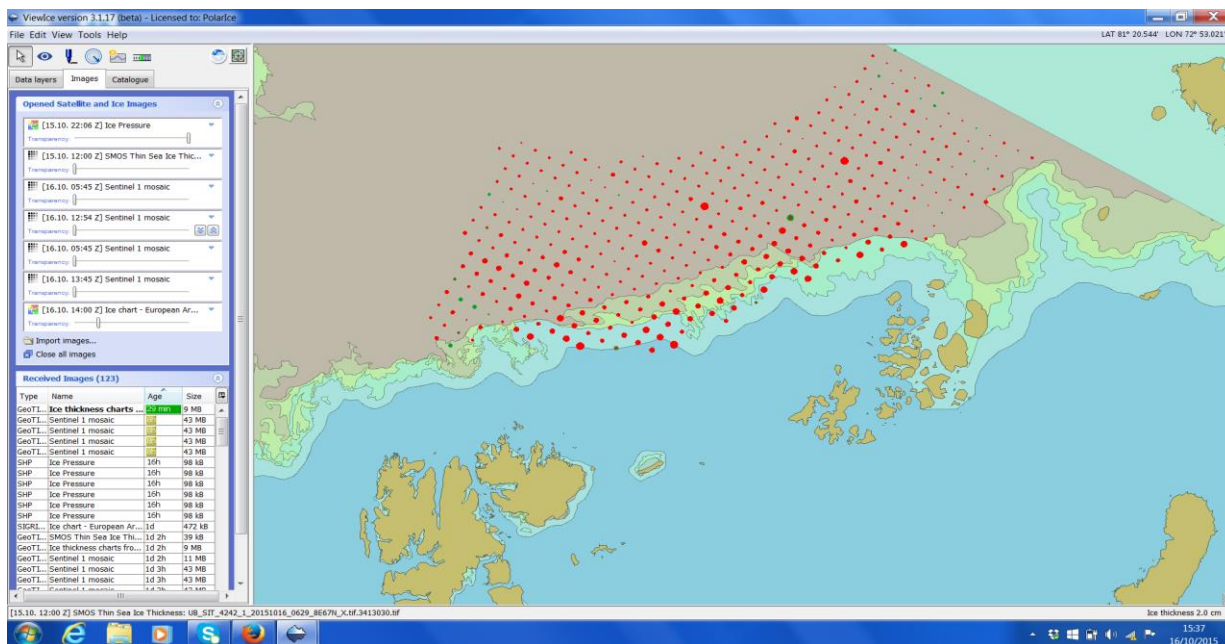 ViewIce version 3.1.17 (beta) - Licensed to: PolarIce
File Edit View Tools Help
LAT 81° 20.544' LON 72° 53.021'
Data layers Images Catalogue
Opened Satellite and Ice Images
[15.10. 22:06 Z] Ice Pressure
Transparency:
[15.10. 12:00 Z] SMOS Thin Sea Ice Thic...
Transparency:
[16.10. 05:45 Z] Sentinel 1 mosaic
Transparency:
[16.10. 12:54 Z] Sentinel 1 mosaic
Transparency:
[16.10. 05:45 Z] Sentinel 1 mosaic
Transparency:
[16.10. 13:45 Z] Sentinel 1 mosaic
Transparency:
[16.10. 14:00 Z] Ice chart - European Ar...
Transparency:
Import images...
Close all images
Received Images (123)
Type Name Age Size
GeoTI... Ice thickness charts ... 29 min 9 MB
GeoTI... Sentinel 1 mosaic 43 MB
GeoTI... Sentinel 1 mosaic 43 MB
GeoTI... Sentinel 1 mosaic 43 MB
GeoTI... Sentinel 1 mosaic 43 MB
SHP Ice Pressure 16h 98 kB
SHP Ice Pressure 16h 98 kB
SHP Ice Pressure 16h 98 kB
SHP Ice Pressure 16h 98 kB
SHP Ice Pressure 16h 98 kB
SIGRI... Ice chart - European Ar... 1d 472 kB
GeoTI... SMOS Thin Sea Ice Thi... 1d 2h 39 kB
GeoTI... Ice thickness charts fro... 1d 2h 9 MB
GeoTI... Sentinel 1 mosaic 1d 2h 11 MB
GeoTI... Sentinel 1 mosaic 1d 3h 43 MB
GeoTI... Sentinel 1 mosaic 1d 3h 43 MB
[15.10. 12:00 Z] SMOS Thin Sea Ice Thickness: UB_SIT_4242_1_20151016_0629_8E67N_X.tif.3413030.tif
Ice thickness 2.0 cm
15:37
16/10/2015